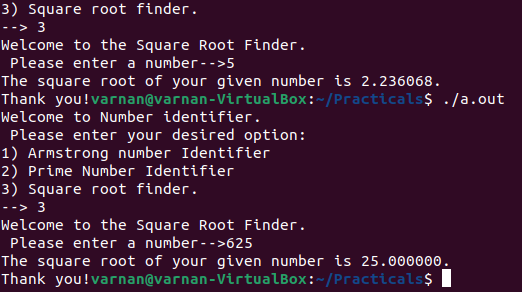 3) Square root finder.
--> 3
Welcome to the Square Root Finder.
 Please enter a number-->5
The square root of your given number is 2.236068.
Thank you!varnan@varnan-VirtualBox:~/Practicals$ ./a.out
Welcome to Number identifier.
 Please enter your desired option:
1) Armstrong number Identifier
2) Prime Number Identifier
3) Square root finder.
--> 3
Welcome to the Square Root Finder.
 Please enter a number-->625
The square root of your given number is 25.000000.
Thank you!varnan@varnan-VirtualBox:~/Practicals$